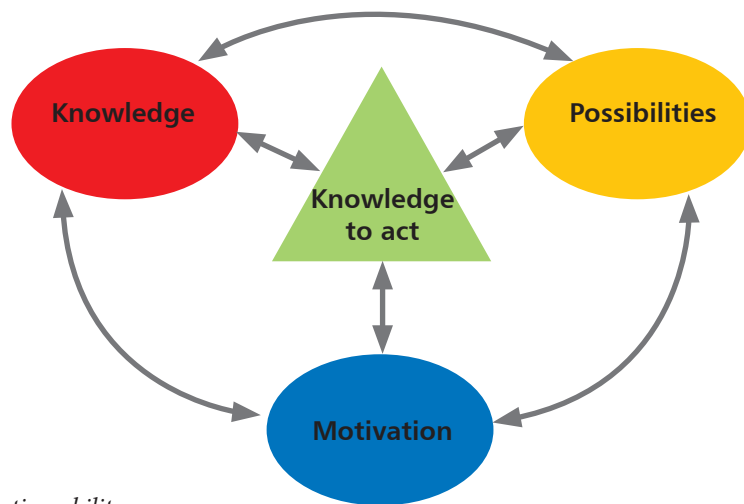 Knowledge
Possibilities
Knowledge
to act
Motivation